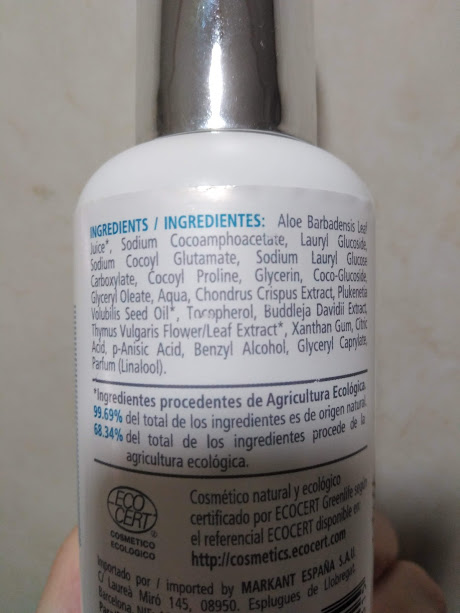 INGREDIENTS / INGREDIENTES: Aloe Barbadensis Leaf
Juice*, Sodium Cocoamphoacetate, Lauryl Glucoside,
Sodium Cocoyl Glutamate, Sodium Lauryl Glucose
Carboxylate, Cocoyl Proline, Glycerin, Coco-Glucoside,
Glyceryl Oleate, Aqua, Chondrus Crispus Extract, Plukenetia
Volubilis Seed Oil*, Tocopherol, Buddleja Davidii Extract,
Thymus Vulgaris Flower/Leaf Extract*, Xanthan Gum, Citric
Acid, p-Anisic Acid, Benzyl Alcohol, Glyceryl Caprylate,
Parfum (Linalool).
*Ingredientes procedentes de Agricultura Ecológica.
99.69% del total de los ingredientes es de origen natural.
68.34% del total de los ingredientes procede de la
agricultura ecológica.
ECO
CERT
COSMETICO
ECOLOGICO
Cosmético natural y ecológico
certificado por ECOCERT Greenlife según
el referencial ECOCERT disponible en:
http://cosmetics.ecocert.com
Importado por / imported by MARKANT ESPAÑA S.A.U.
C/ Laureà Miró 145, 08950. Esplugues de Llobregat.
Barcelona.